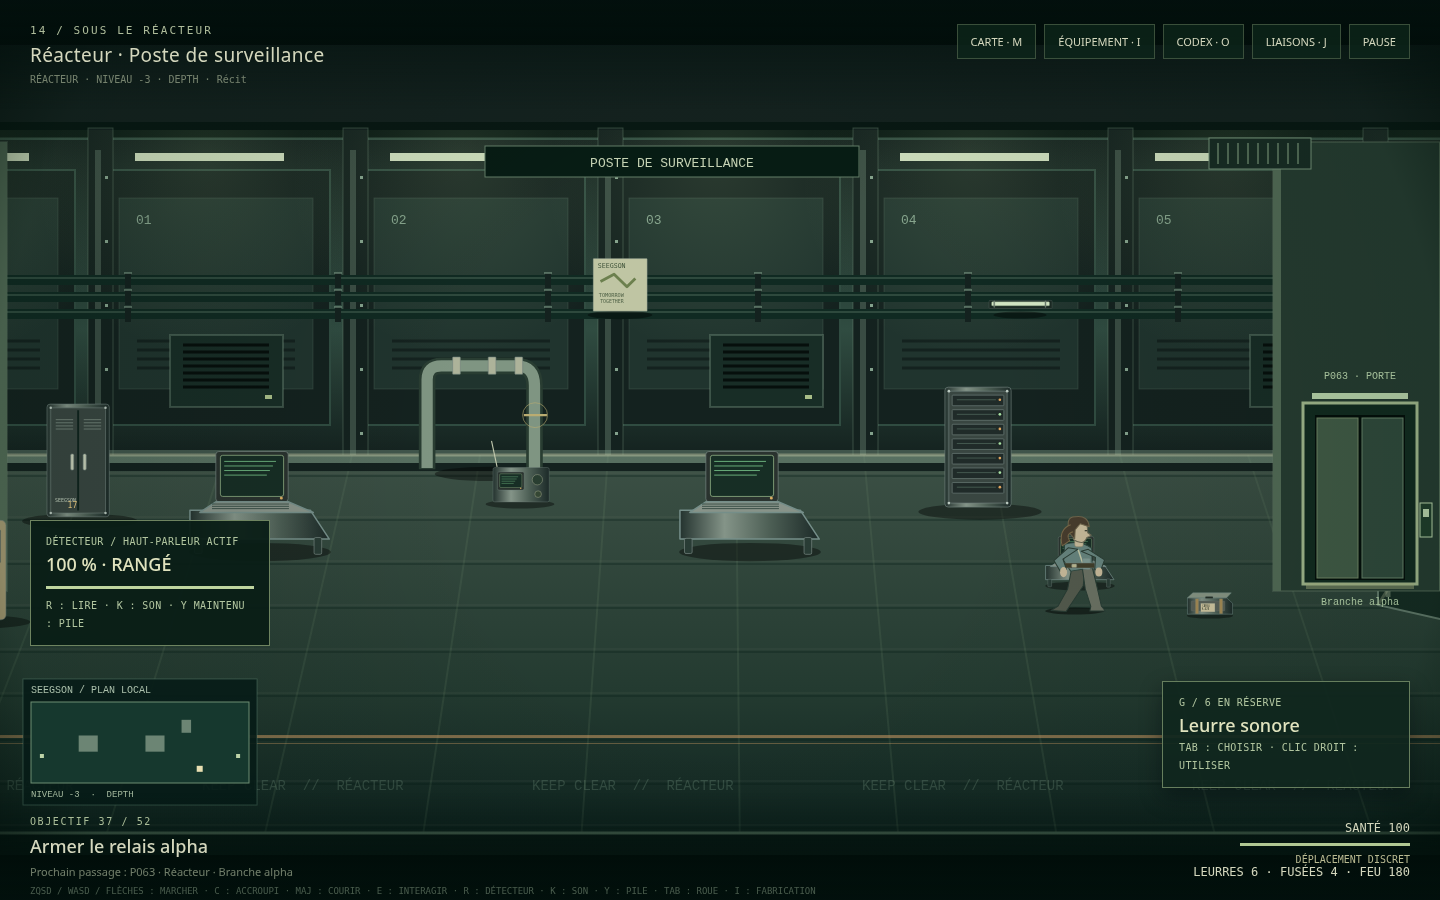 14 / SOUS LE RÉACTEUR
Réacteur · Poste de surveillance
RÉACTEUR · NIVEAU -3 · DEPTH · Récit
CARTE · M
ÉQUIPEMENT · I
CODEX · O
LIAISONS · J
PAUSE
POSTE DE SURVEILLANCE
01
02
03
04
05
SEEGSON
TOMORROW
TOGETHER
P063 · PORTE
Branche alpha
SEEGSON
17
DÉTECTEUR / HAUT-PARLEUR ACTIF
100 % · RANGÉ
R : LIRE · K : SON · Y MAINTENU
: PILE
SEEGSON / PLAN LOCAL
NIVEAU -3 · DEPTH
G / 6 EN RÉSERVE
Leurre sonore
TAB : CHOISIR · CLIC DROIT :
UTILISER
KEEP CLEAR // RÉACTEUR
KEEP CLEAR // RÉACTEUR
OBJECTIF 37 / 52
Armer le relais alpha
Prochain passage : P063 · Réacteur · Branche alpha
ZQSD / WASD / FLÈCHES : MARCHER · C : ACCROUPI · MAJ : COURIR · E : INTERAGIR · R : DÉTECTEUR · K : SON · Y : PILE · TAB : ROUE · I : FABRICATION
SANTÉ 100
DÉPLACEMENT DISCRET
LEURRES 6 · FUSÉES 4 · FEU 180